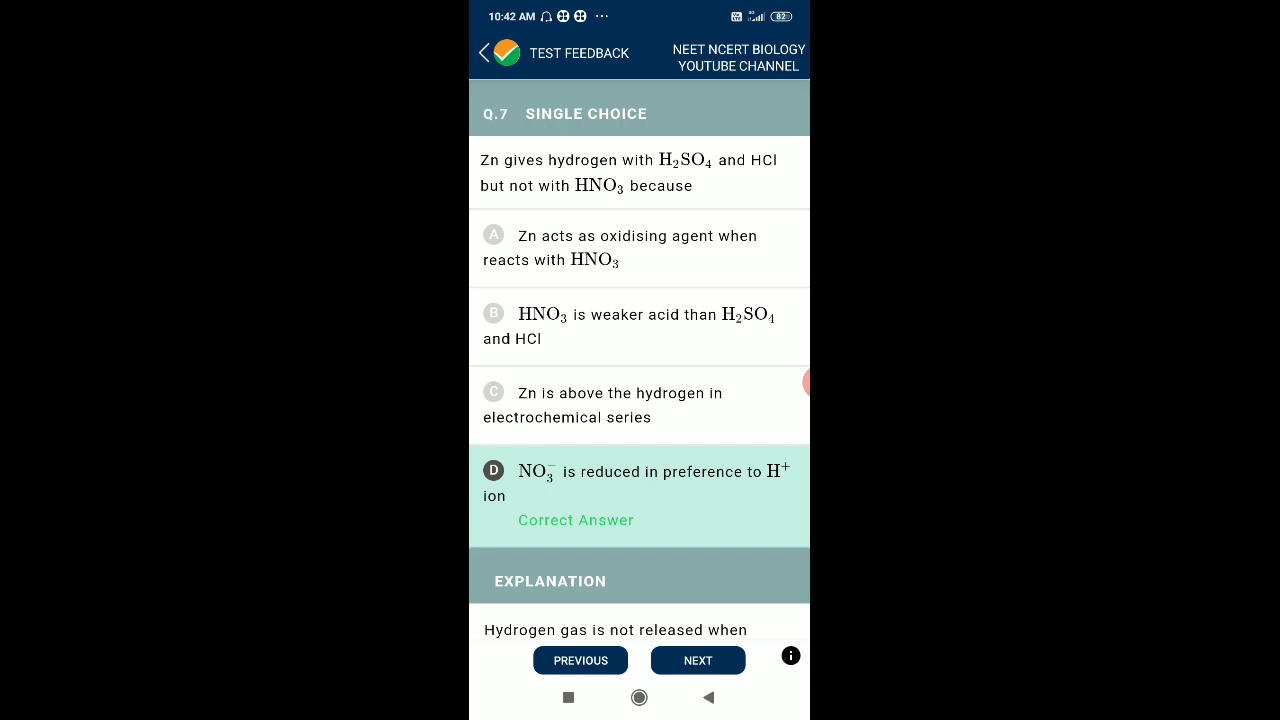 10:42 AM ... 82
TEST FEEDBACK
NEET NCERT BIOLOGY
YOUTUBE CHANNEL
Q.7 SINGLE CHOICE
Zn gives hydrogen with H₂SO₄ and HCl
but not with HNO₃ because
A Zn acts as oxidising agent when
reacts with HNO₃
B HNO₃ is weaker acid than H₂SO₄
and HCl
C Zn is above the hydrogen in
electrochemical series
D NO₃⁻ is reduced in preference to H⁺
ion
Correct Answer
EXPLANATION
Hydrogen gas is not released when
PREVIOUS NEXT